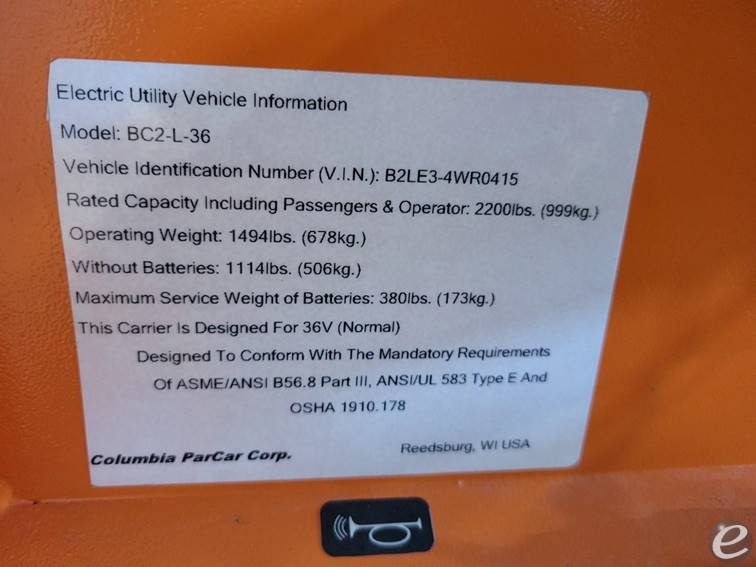 Electric Utility Vehicle Information
Model: BC2-L-36
Vehicle Identification Number (V.I.N.): B2LE3-4WR0415
Rated Capacity Including Passengers & Operator: 2200lbs. (999kg.)
Operating Weight: 1494lbs. (678kg.)
Without Batteries: 1114lbs. (506kg.)
Maximum Service Weight of Batteries: 380lbs. (173kg.)
This Carrier Is Designed For 36V (Normal)
Designed To Conform With The Mandatory Requirements
Of ASME/ANSI B56.8 Part III, ANSI/UL 583 Type E And
OSHA 1910.178
Columbia ParCar Corp. Reedsburg, WI USA
e